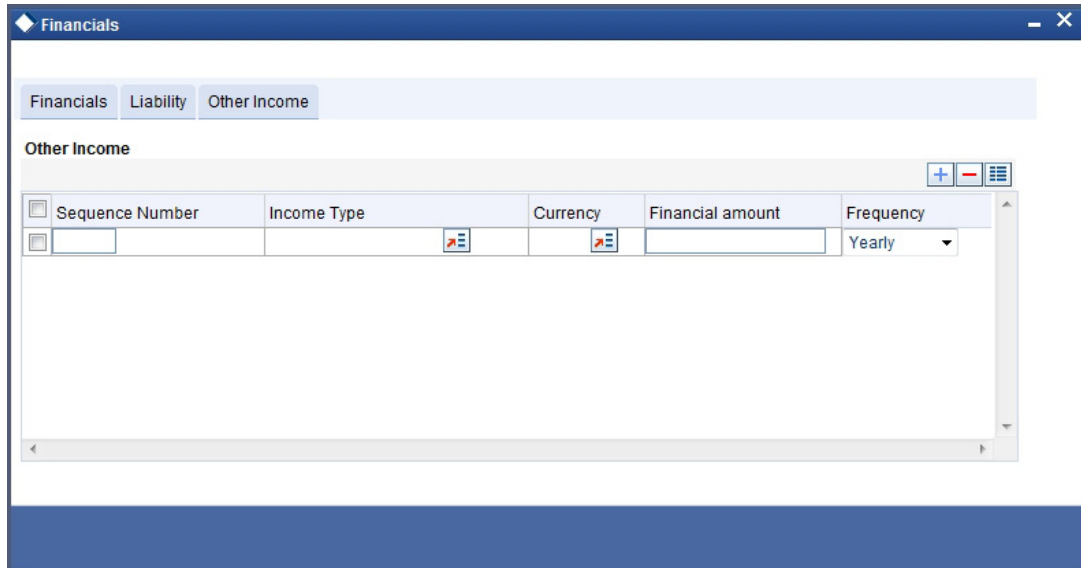 Financials
Financials Liability Other Income
Other Income
Sequence Number Income Type Currency Financial amount Frequency
Yearly